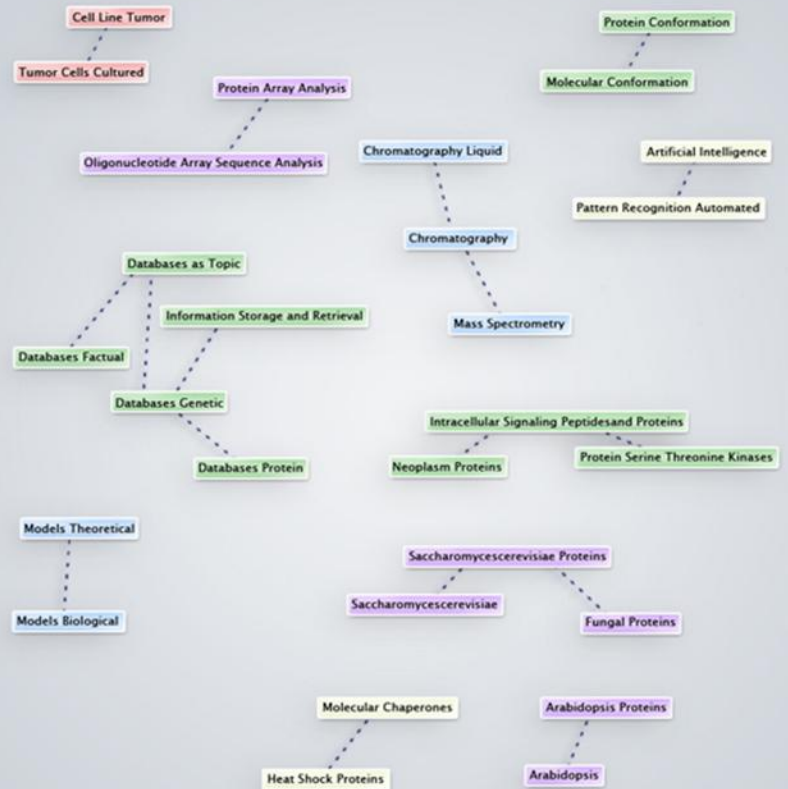 Cell Line Tumor
Protein Conformation
Tumor Cells Cultured
Molecular Conformation
Protein Array Analysis
Chromatography Liquid
Artificial Intelligence
Oligonucleotide Array Sequence Analysis
Pattern Recognition Automated
Chromatography
Databases as Topic
Information Storage and Retrieval
Mass Spectrometry
Databases Factual
Databases Genetic
Intracellular Signaling Peptidesand Proteins
Databases Protein
Neoplasm Proteins
Protein Serine Threonine Kinases
Models Theoretical
Saccharomycescerevisiae Proteins
Saccharomycescerevisiae
Models Biological
Fungal Proteins
Molecular Chaperones
Arabidopsis Proteins
Heat Shock Proteins
Arabidopsis